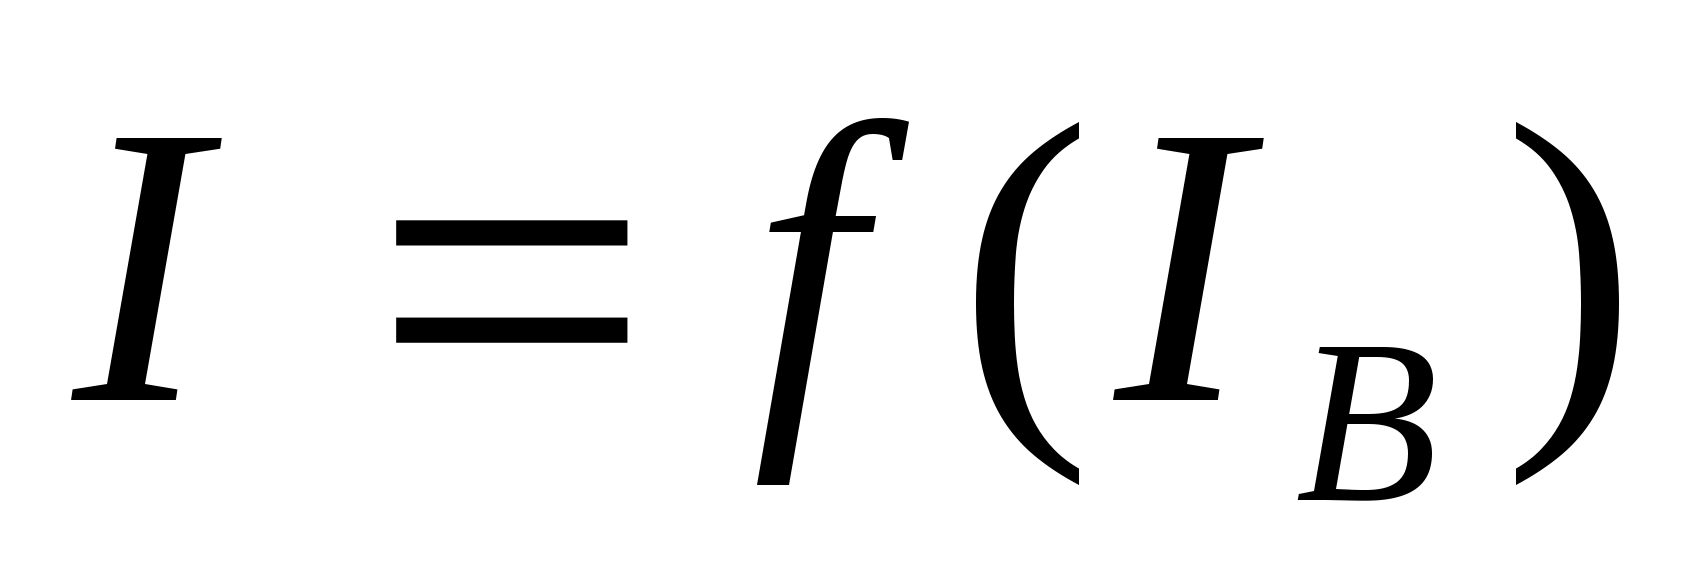 I = f(I_B)